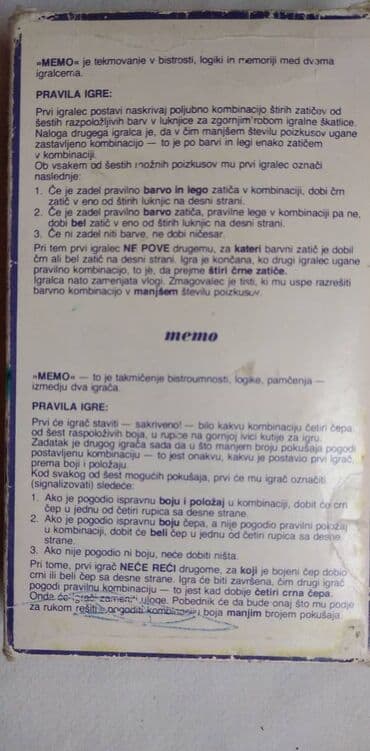 »MEMO« je tekmovanje v bistrosti, logiki in memoriji med dvema
igralcema.
PRAVILA IGRE:
Prvi igralec postavi naskrivaj poljubno kombinacijo štirih zatičev od
šestih razpoložljivih barv v luknjice za zgornjim robom igralne škatlice.
Naloga drugega igralca je, da v čim manjšem številu poizkusov ugane
zastavljeno kombinacijo — to je po barvi in legi enako zatičem
v kombinaciji.
Ob vsakem od šestih možnih poizkusov mu prvi igralec označi
naslednje:
1. Če je zadel pravilno barvo in lego zatiča v kombinaciji, dobi črn
zatič v eno od štirih luknjic na desni strani.
2. Če je zadel pravilno barvo zatiča, pravilne lege v kombinaciji pa ne,
dobi bel zatič v eno od štirih luknjic na desni strani.
3. Če ni zadel niti barve, ne dobi ničesar.
Pri tem prvi igralec NE POVE drugemu, za kateri barvni zatič je dobil
črn ali bel zatič na desni strani. Igra je končana, ko drugi igralec ugane
pravilno kombinacijo, to je, da prejme štiri črne zatiče.
Igralca nato zamenjata vlogi. Zmagovalec je tisti, ki mu uspe razrešiti
barvno kombinacijo v manjšem številu poizkusov.
memo
»MEMO« — to je takmičenje bistroumnosti, logike, pamčenja —
izmedju dva igrača.
PRAVILA IGRE:
Prvi će igrač staviti — sakriveno! — bilo kakvu kombinaciju četiri čepa
od šest raspoloživih boja, u rupice na gornjoj ivici kutije za igru.
Zadatak je drugog igrača sada da u što manjem broju pokušaja pogodi
postavljenu kombinaciju — to jest onakvu, kakvu je postavio prvi igrač,
prema boji i položaju.
Kod svakog od šest mogućih pokušaja, prvi će mu igrač označiti
(signalizovati) sledeće:
1. Ako je pogodio ispravnu boju i položaj u kombinaciji, dobit će crn
čep u jednu od četiri rupica sa desne strane.
2. Ako je pogodio ispravnu boju čepa, a nije pogodio pravilni položaj
u kombinaciji, dobit će beli čep u jednu od četiri rupica sa desne
strane.
3. Ako nije pogodio ni boju, neće dobiti ništa.
Pri tome, prvi igrač NEĆE REĆI drugome, za koji je bojeni čep dobio
crni ili beli čep sa desne strane. Igra će biti završena, čim drugi igrač
pogodi pravilnu kombinaciju — to jest kad dobije četiri crna čepa.
Onda će igrači zameniti uloge. Pobednik će da bude onaj što mu podje
za rukom rešiti i pogoditi kombinaciju boja manjim brojem pokušaja.